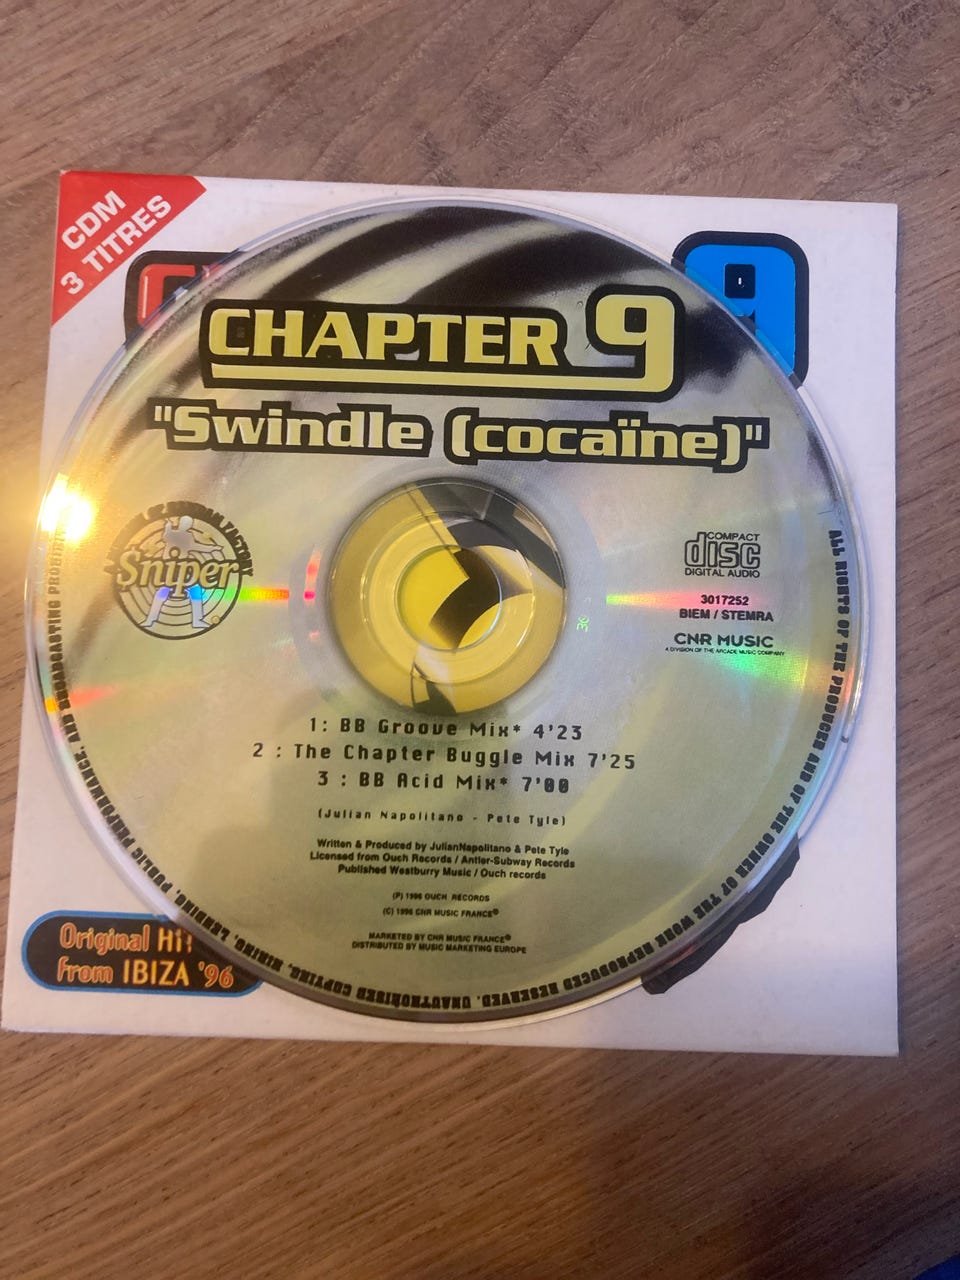 CDM
3 TITRES
CHAPTER 9
"Swindle (cocaïne)"
OF
FACTORY
Sniper
COMPACT
disc
DIGITAL AUDIO
3017252
BIEM / STEMRA
CNR MUSIC
A DIVISION OF THE ARCADE MUSIC COMPANY
1: BB Groove Mix* 4'23
2 : The Chapter Buggle Mix 7'25
3 : BB Acid Mix* 7'00
(Julian Napolitano - Pete Tyle)
Written & Produced by JulianNapolitano & Pete Tyle
Licensed from Ouch Records / Antler-Subway Records
Published Westburry Music / Ouch records
(P) 1996 OUCH RECORDS
(C) 1996 CNR MUSIC FRANCE®
MARKETED BY CNR MUSIC FRANCE®
DISTRIBUTED BY MUSIC MARKETING EUROPE
ALL RIGHTS OF THE PRODUCER AND OF THE OWNER OF THE WORK REPRODUCED RESERVED. UNAUTHORISED COPYING, HIRING, LENDING, PUBLIC PERFORMANCE, AND BROADCASTING PROHIBITED
Original Hit
from IBIZA '96